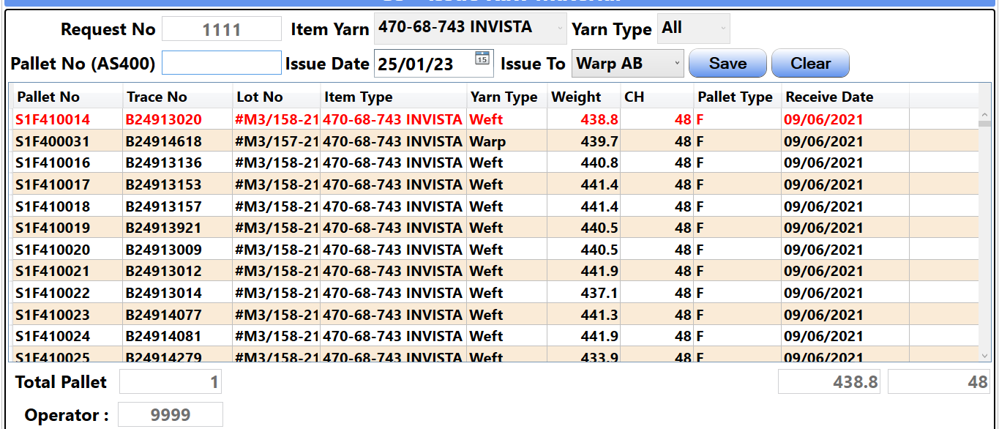 Request No 1111 Item Yarn 470-68-743 INVISTA Yarn Type All
Pallet No (AS400) Issue Date 25/01/23 15 Issue To Warp AB Save Clear
Pallet No Trace No Lot No Item Type Yarn Type Weight CH Pallet Type Receive Date
S1F410014 B24913020 #M3/158-21 470-68-743 INVISTA Weft 438.8 48 F 09/06/2021
S1F400031 B24914618 #M3/157-21 470-68-743 INVISTA Warp 439.7 48 F 09/06/2021
S1F410016 B24913136 #M3/158-21 470-68-743 INVISTA Weft 440.8 48 F 09/06/2021
S1F410017 B24913153 #M3/158-21 470-68-743 INVISTA Weft 441.4 48 F 09/06/2021
S1F410018 B24913157 #M3/158-21 470-68-743 INVISTA Weft 441.4 48 F 09/06/2021
S1F410019 B24913921 #M3/158-21 470-68-743 INVISTA Weft 440.5 48 F 09/06/2021
S1F410020 B24913009 #M3/158-21 470-68-743 INVISTA Weft 440.5 48 F 09/06/2021
S1F410021 B24913012 #M3/158-21 470-68-743 INVISTA Weft 441.9 48 F 09/06/2021
S1F410022 B24913014 #M3/158-21 470-68-743 INVISTA Weft 437.1 48 F 09/06/2021
S1F410023 B24914077 #M3/158-21 470-68-743 INVISTA Weft 441.3 48 F 09/06/2021
S1F410024 B24914081 #M3/158-21 470-68-743 INVISTA Weft 441.9 48 F 09/06/2021
S1F410025 B24914279 #M3/158-21 470-68-743 INVISTA Weft 433.9 48 F 09/06/2021
Total Pallet 1 438.8 48
Operator : 9999